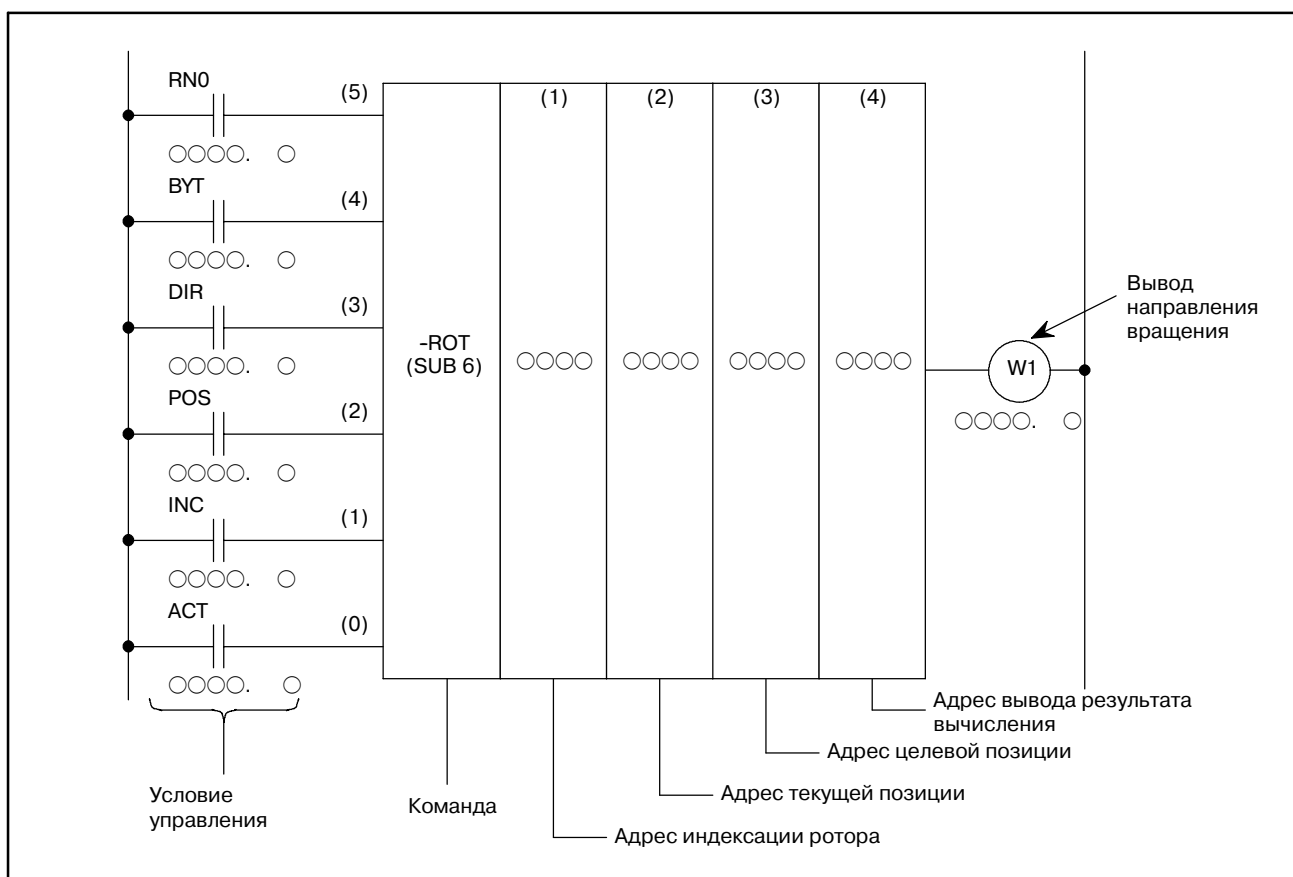 RN0
(5)
(1)
(2)
(3)
(4)
○○○○. ○
BYT
(4)
○○○○. ○
DIR
(3)
○○○○. ○
POS
(2)
○○○○. ○
INC
(1)
○○○○. ○
ACT
(0)
○○○○. ○
-ROT
(SUB 6)
○○○○
○○○○
○○○○
○○○○
Вывод
направления
вращения
W1
○○○○. ○
Адрес вывода результата
вычисления
Адрес целевой позиции
Адрес текущей позиции
Адрес индексации ротора
Команда
Условие
управления